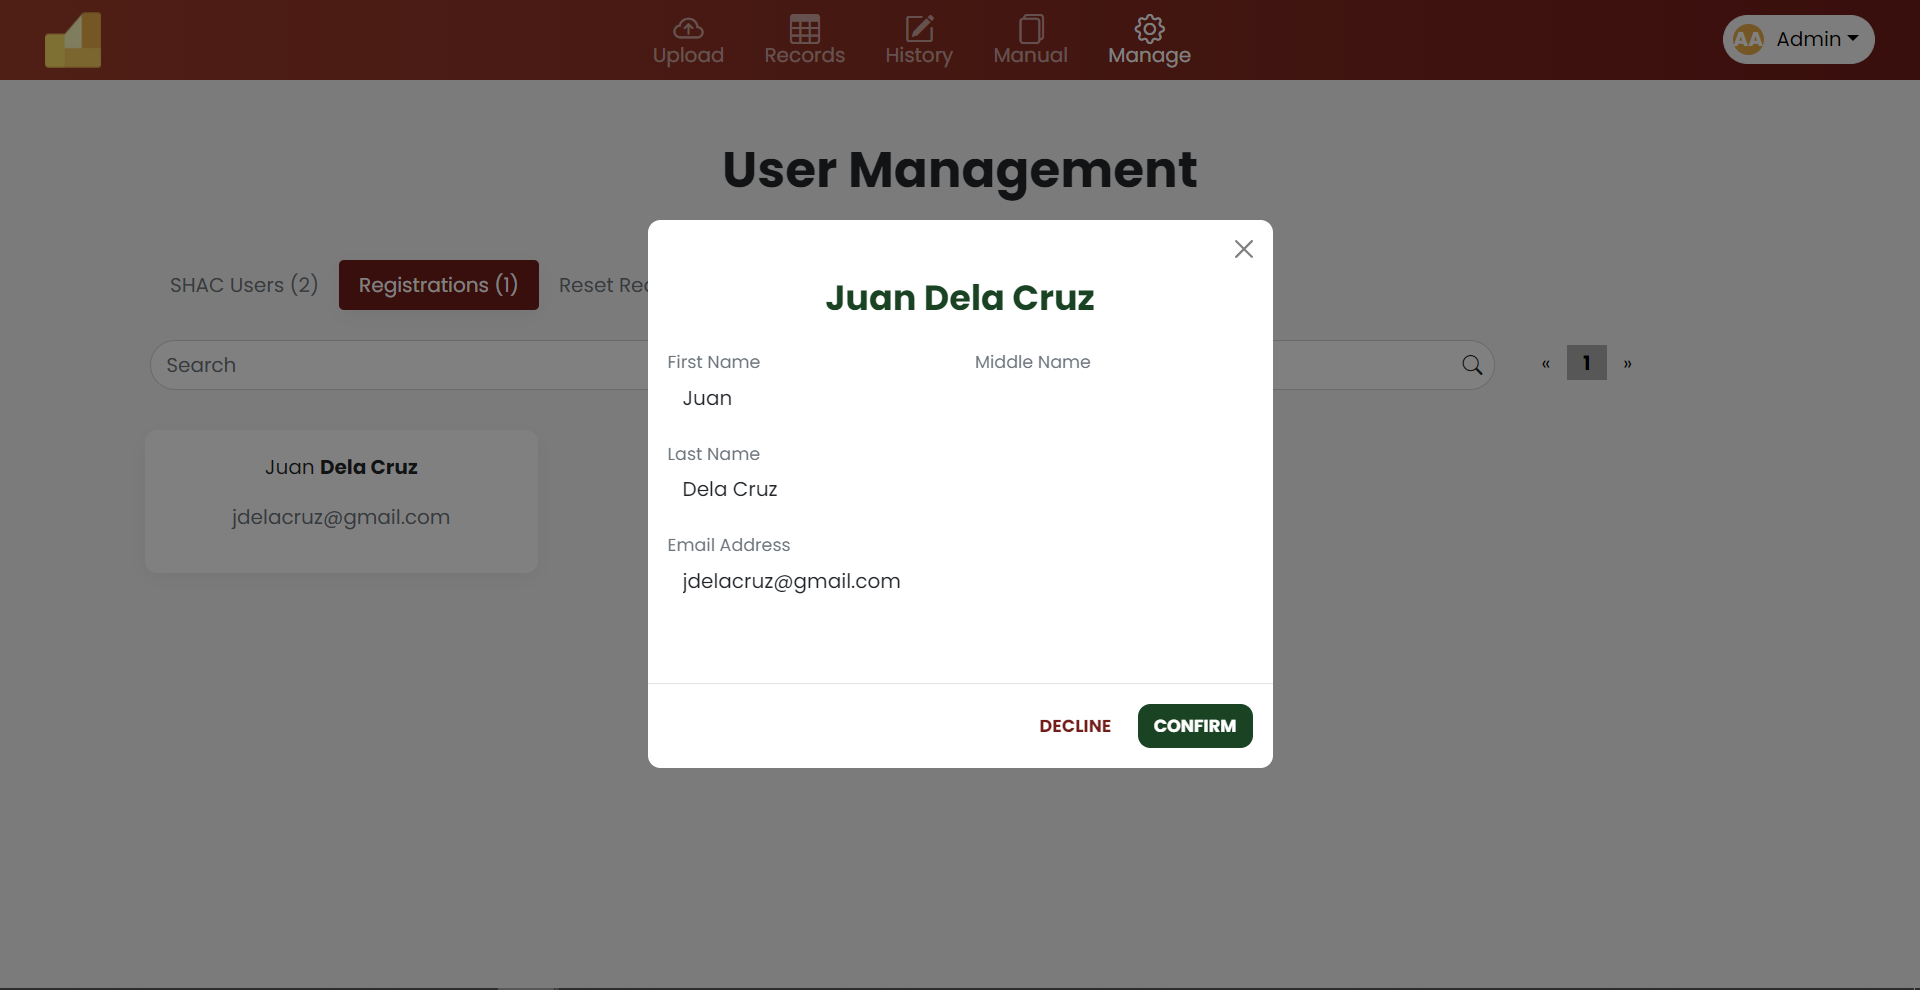 Upload Records History Manual Manage
AA Admin
User Management
SHAC Users (2) Registrations (1) Reset
Search
« 1 »
Juan Dela Cruz
jdelacruz@gmail.com
Juan Dela Cruz
First Name Middle Name
Juan
Last Name
Dela Cruz
Email Address
jdelacruz@gmail.com
DECLINE CONFIRM